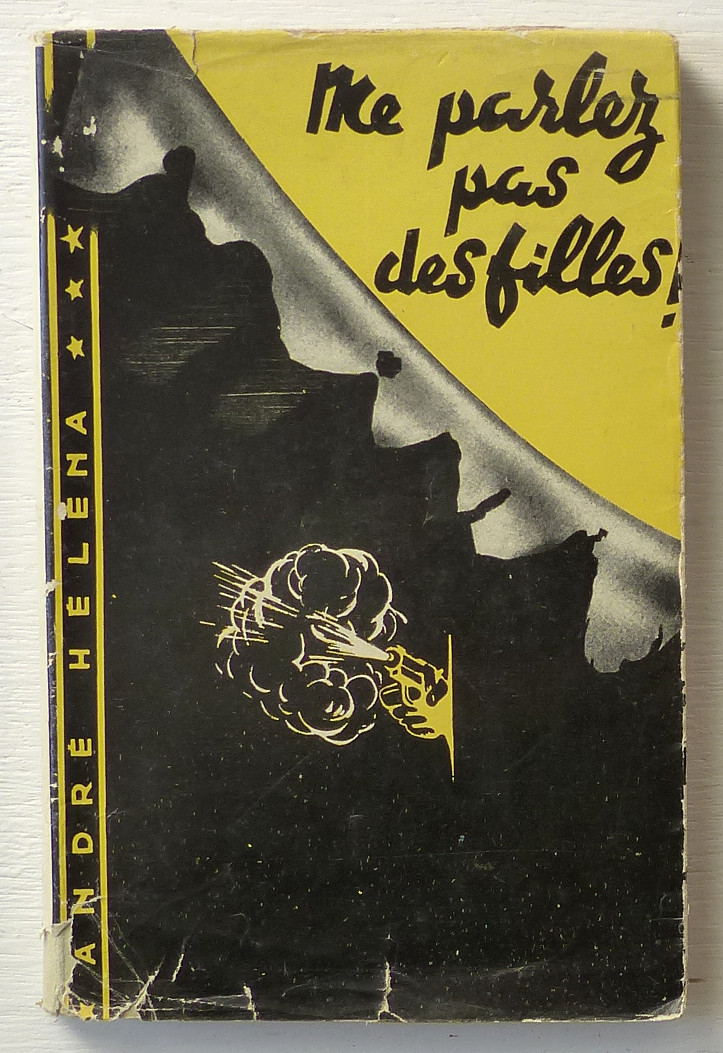 Me parlez
pas
des filles!
ANDRÉ HÉLÉNA